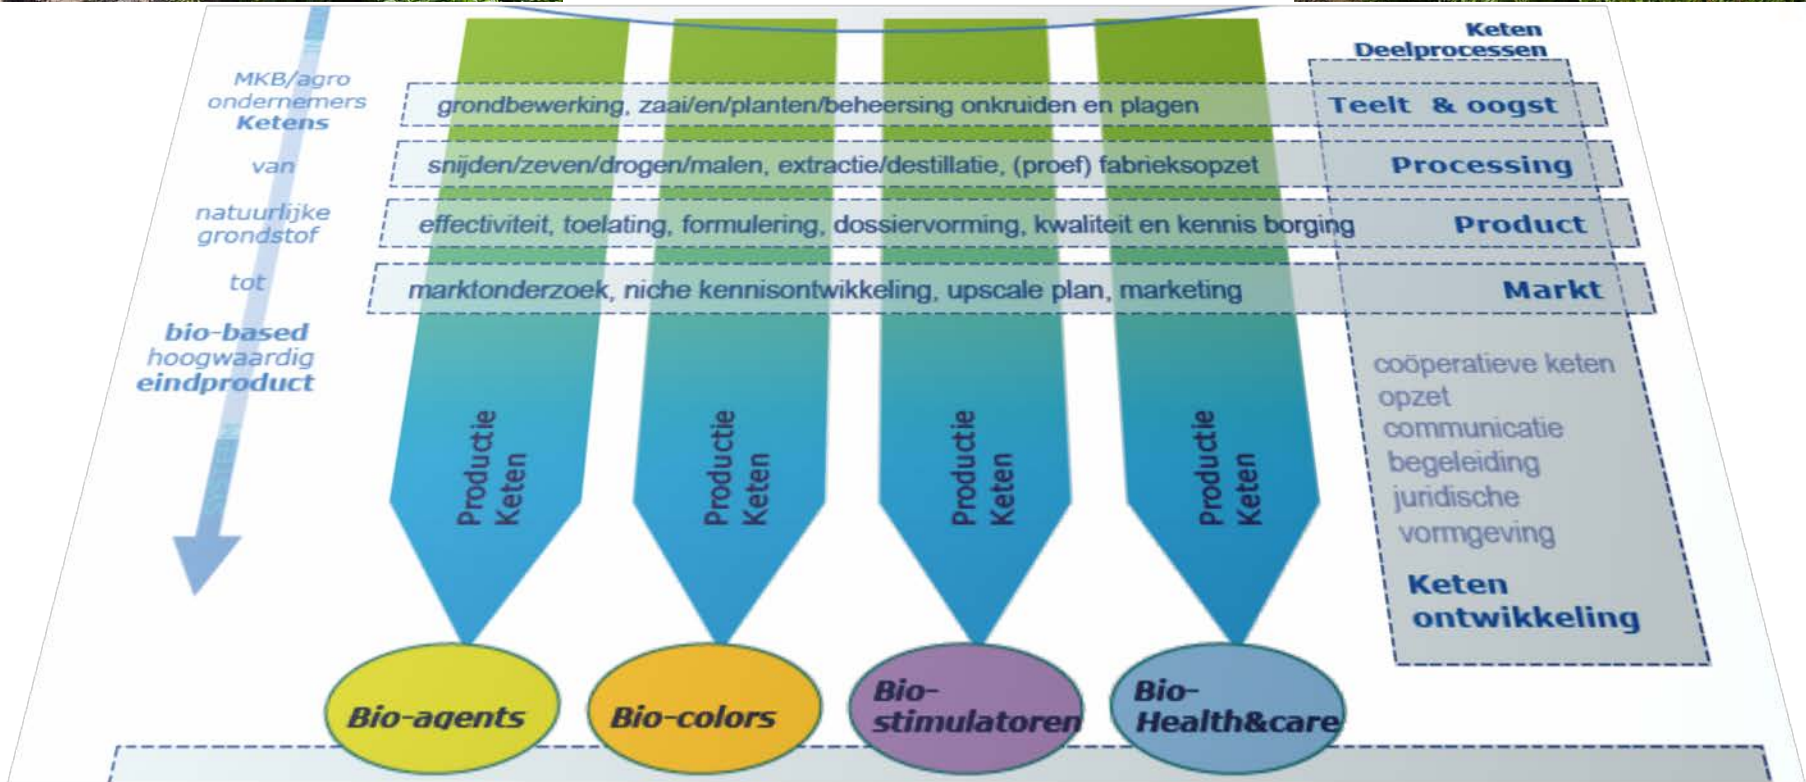 Keten
Deelprocessen
MKB/agro
ondernemers
Ketens
van
natuurlijke
grondstof
tot
bio-based
hoogwaardig
eindproduct
grondbewerking, zaai/en/planten/beheersing onkruiden en plagen
Teelt & oogst
snijden/zeven/drogen/malen, extractie/destillatie, (proef) fabrieksopzet
Processing
effectiviteit, toelating, formulering, dossiervorming, kwaliteit en kennis borging
Product
marktonderzoek, niche kennisontwikkeling, upscale plan, marketing
Markt
coöperatieve keten
opzet
communicatie
begeleiding
juridische
vormgeving
Keten
ontwikkeling
Productie
Keten
Productie
Keten
Productie
Keten
Productie
Keten
Bio-agents
Bio-colors
Bio-
stimulatoren
Bio-
Health&care